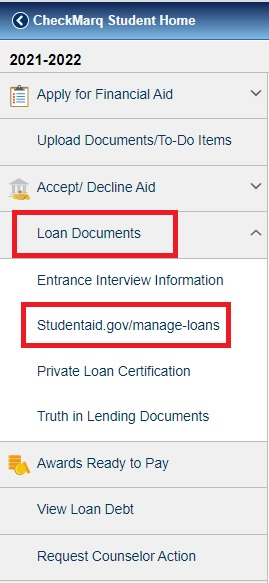 CheckMarq Student Home
2021-2022
Apply for Financial Aid
Upload Documents/To-Do Items
Accept/ Decline Aid
Loan Documents
Entrance Interview Information
Studentaid.gov/manage-loans
Private Loan Certification
Truth in Lending Documents
Awards Ready to Pay
View Loan Debt
Request Counselor Action